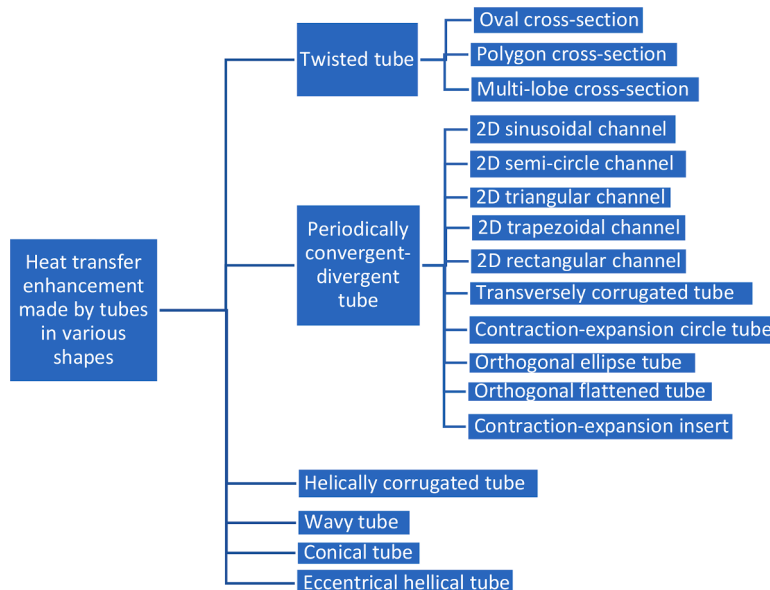 Heat transfer
enhancement
made by tubes
in various
shapes
Twisted tube
Oval cross-section
Polygon cross-section
Multi-lobe cross-section
Periodically
convergent-
divergent
tube
2D sinusoidal channel
2D semi-circle channel
2D triangular channel
2D trapezoidal channel
2D rectangular channel
Transversely corrugated tube
Contraction-expansion circle tube
Orthogonal ellipse tube
Orthogonal flattened tube
Contraction-expansion insert
Helically corrugated tube
Wavy tube
Conical tube
Eccentrical hellical tube